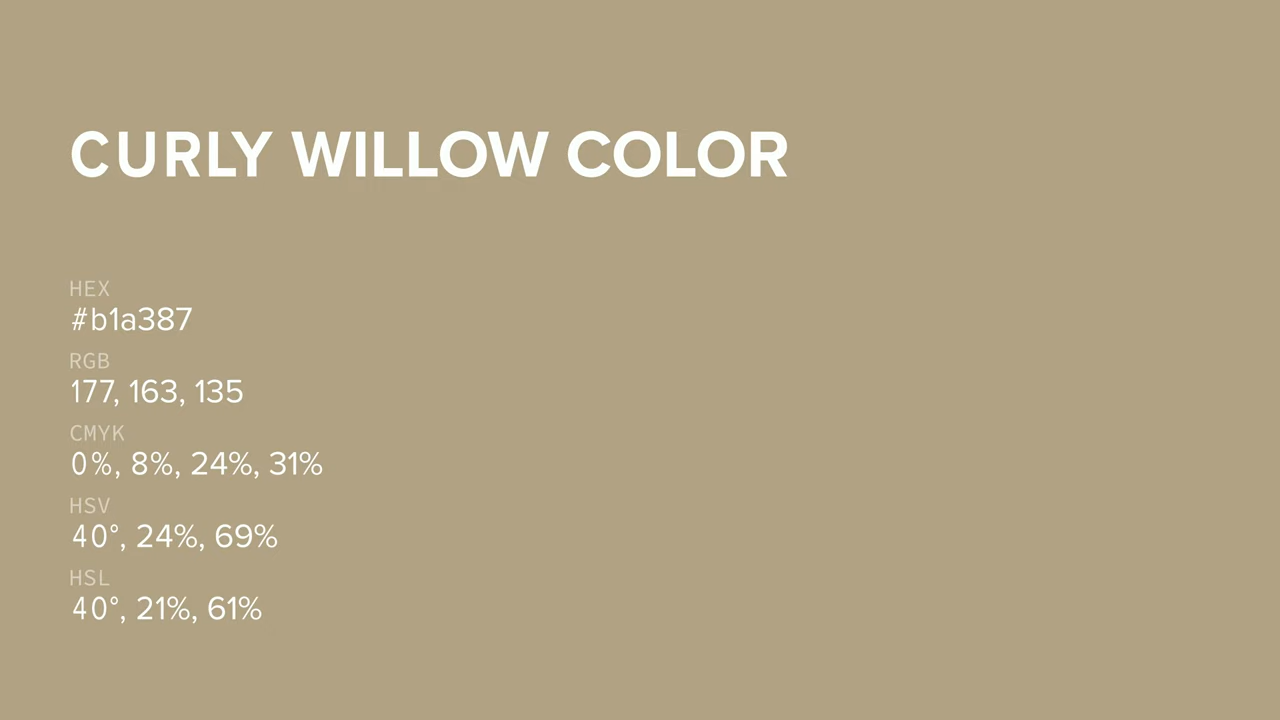 CURLY WILLOW COLOR
HEX
#b1a387
RGB
177, 163, 135
CMYK
0%, 8%, 24%, 31%
HSV
40°, 24%, 69%
HSL
40°, 21%, 61%